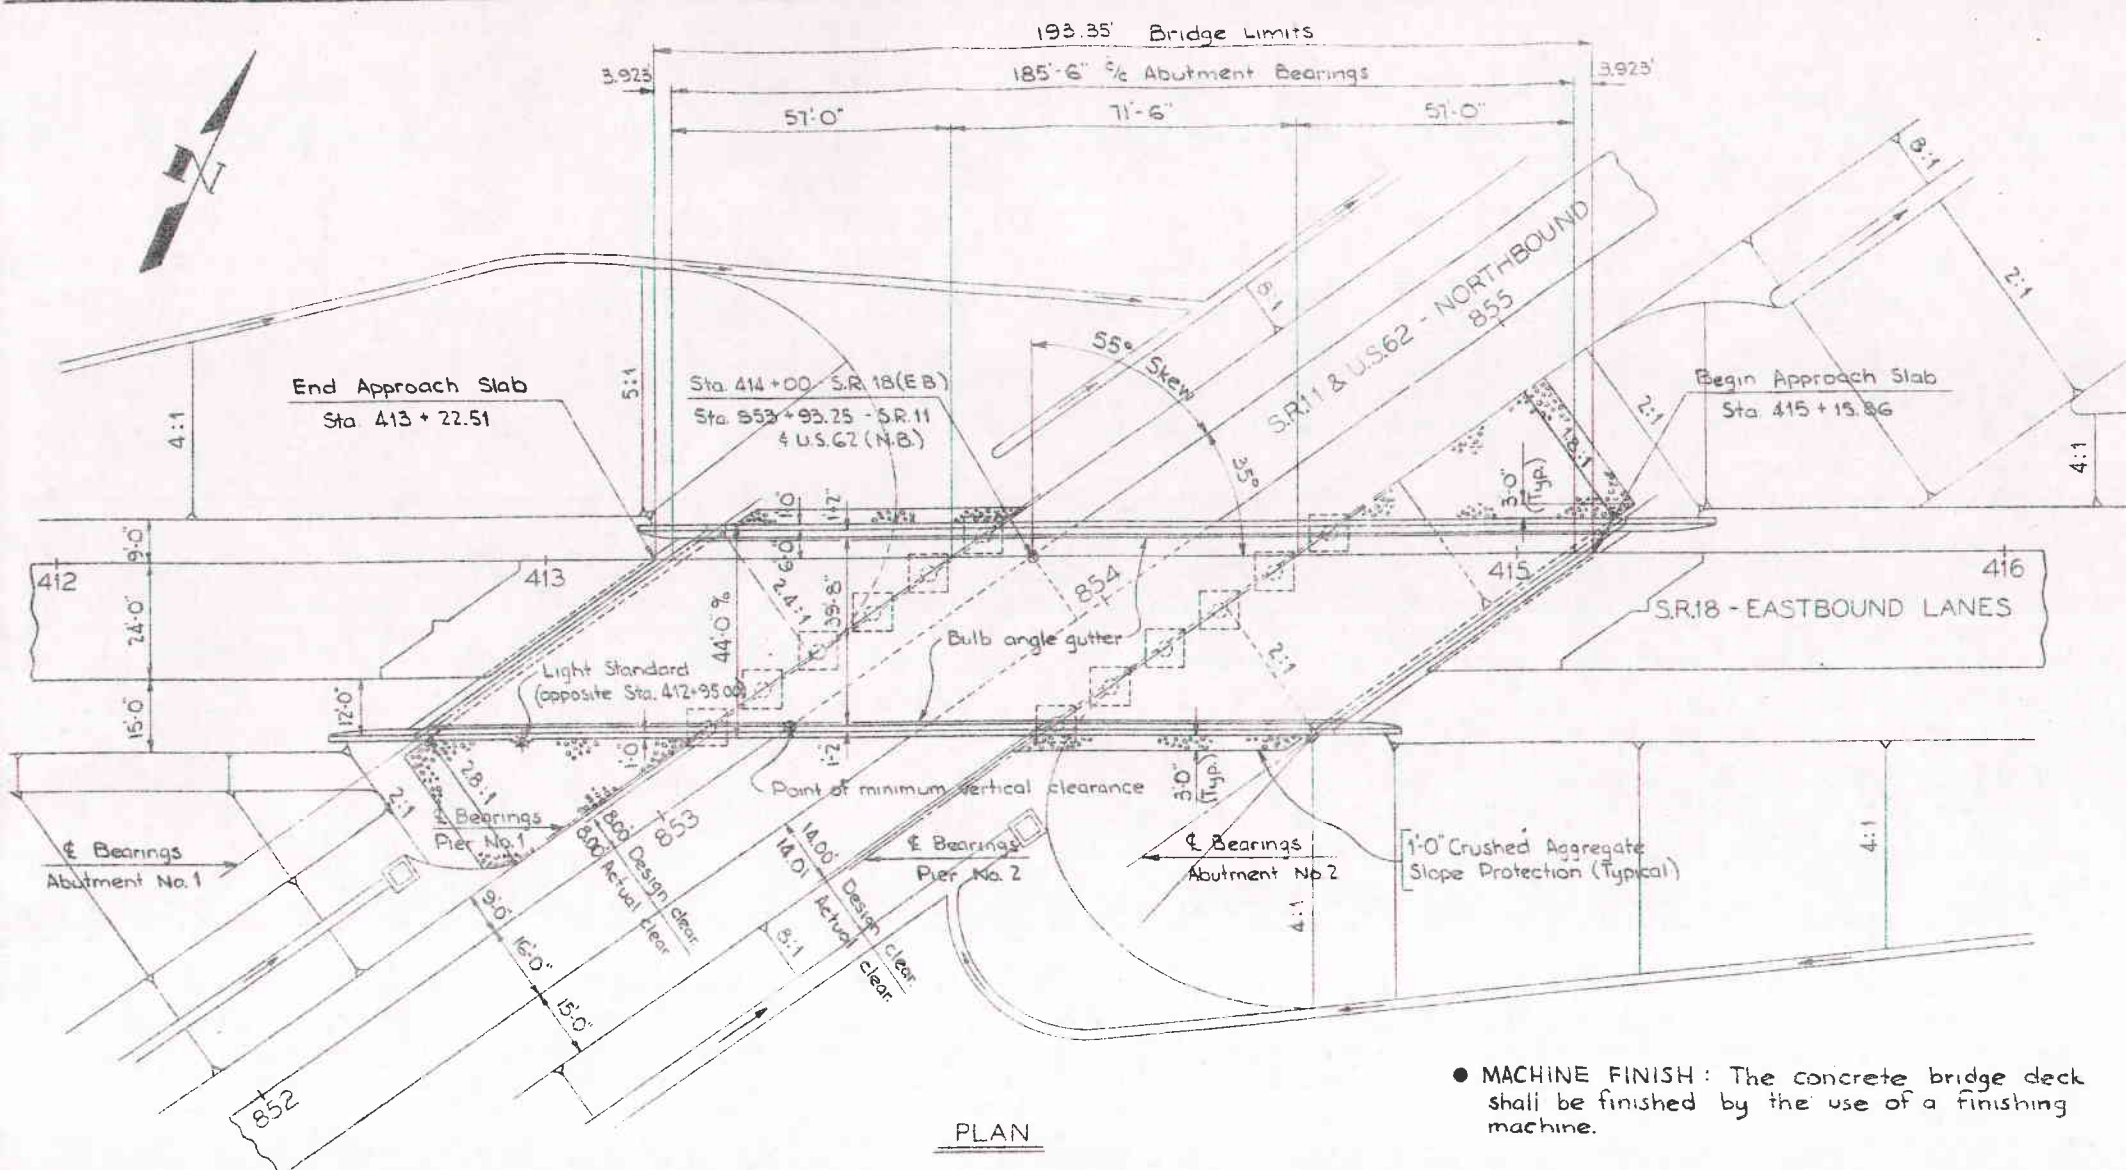 193.35' Bridge Limits
3.923'
185'-6" c/c Abutment Bearings
3.923'
57'-0"
71'-6"
57'-0"
N
8:1
2:1
8:1
S.R.11 & U.S.62 - NORTHBOUND
855
55° Skew
35°
End Approach Slab
Sta. 413 + 22.51
5:1
4:1
Sta. 414 + 00 - S.R. 18 (E.B.)
Sta. 853 + 93.25 - S.R. 11
& U.S. 62 (N.B.)
Begin Approach Slab
Sta. 415 + 15.86
2:1
1.8:1
4:1
3'-0"
(Typ.)
1'-0
1'-2"
9'-0"
6'-0"
412
413
854
415
416
24'-0"
2.4:1
39'-8"
44'-0"
S.R.18 - EASTBOUND LANES
Bulb angle gutter
2:1
Light Standard
(opposite Sta. 412+95.00)
15'-0"
12'-0"
1'-0
1'-2
Point of minimum vertical clearance
3'-0"
(Typ.)
2:1
2.8:1
℄ Bearings
Pier No. 1
853
℄ Bearings
Abutment No. 1
8.00' Design clear.
8.00' Actual clear
14.00' Design clear.
14.01 Actual clear.
℄ Bearings
Pier No. 2
℄ Bearings
Abutment No. 2
1'-0" Crushed Aggregate
Slope Protection (Typical)
4:1
4:1
9'-0"
16'-0"
15'-0"
8:1
852
PLAN
● MACHINE FINISH : The concrete bridge deck
shall be finished by the use of a finishing
machine.